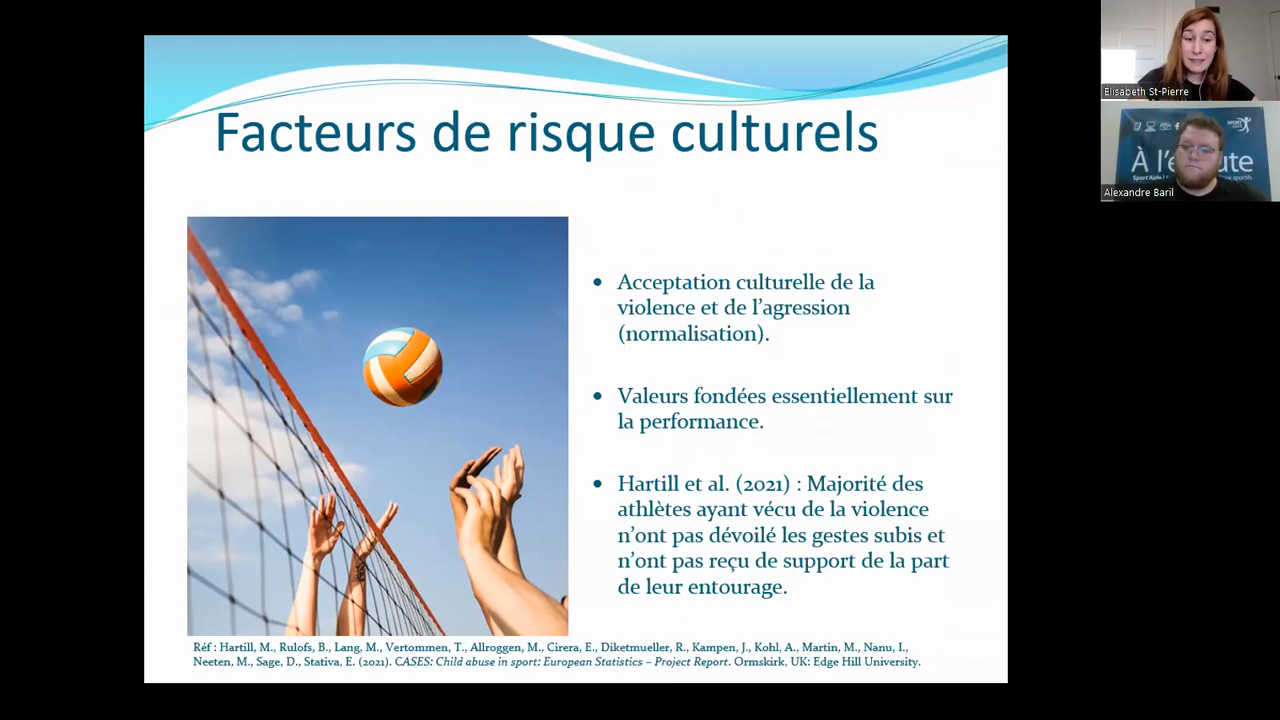 Facteurs de risque culturels
• Acceptation culturelle de la
violence et de l'agression
(normalisation).
• Valeurs fondées essentiellement sur
la performance.
• Hartill et al. (2021) : Majorité des
athlètes ayant vécu de la violence
n'ont pas dévoilé les gestes subis et
n'ont pas reçu de support de la part
de leur entourage.
Réf : Hartill, M., Rulofs, B., Lang, M., Vertommen, T., Allroggen, M., Cirera, E., Diketmueller, R., Kampen, J., Kohl, A., Martin, M., Nanu, I.,
Neeten, M., Sage, D., Stativa, E. (2021). CASES: Child abuse in sport: European Statistics – Project Report. Ormskirk, UK: Edge Hill University.
Elisabeth St-Pierre
À l'é ute
Sport'Aide
Alexandre Baril